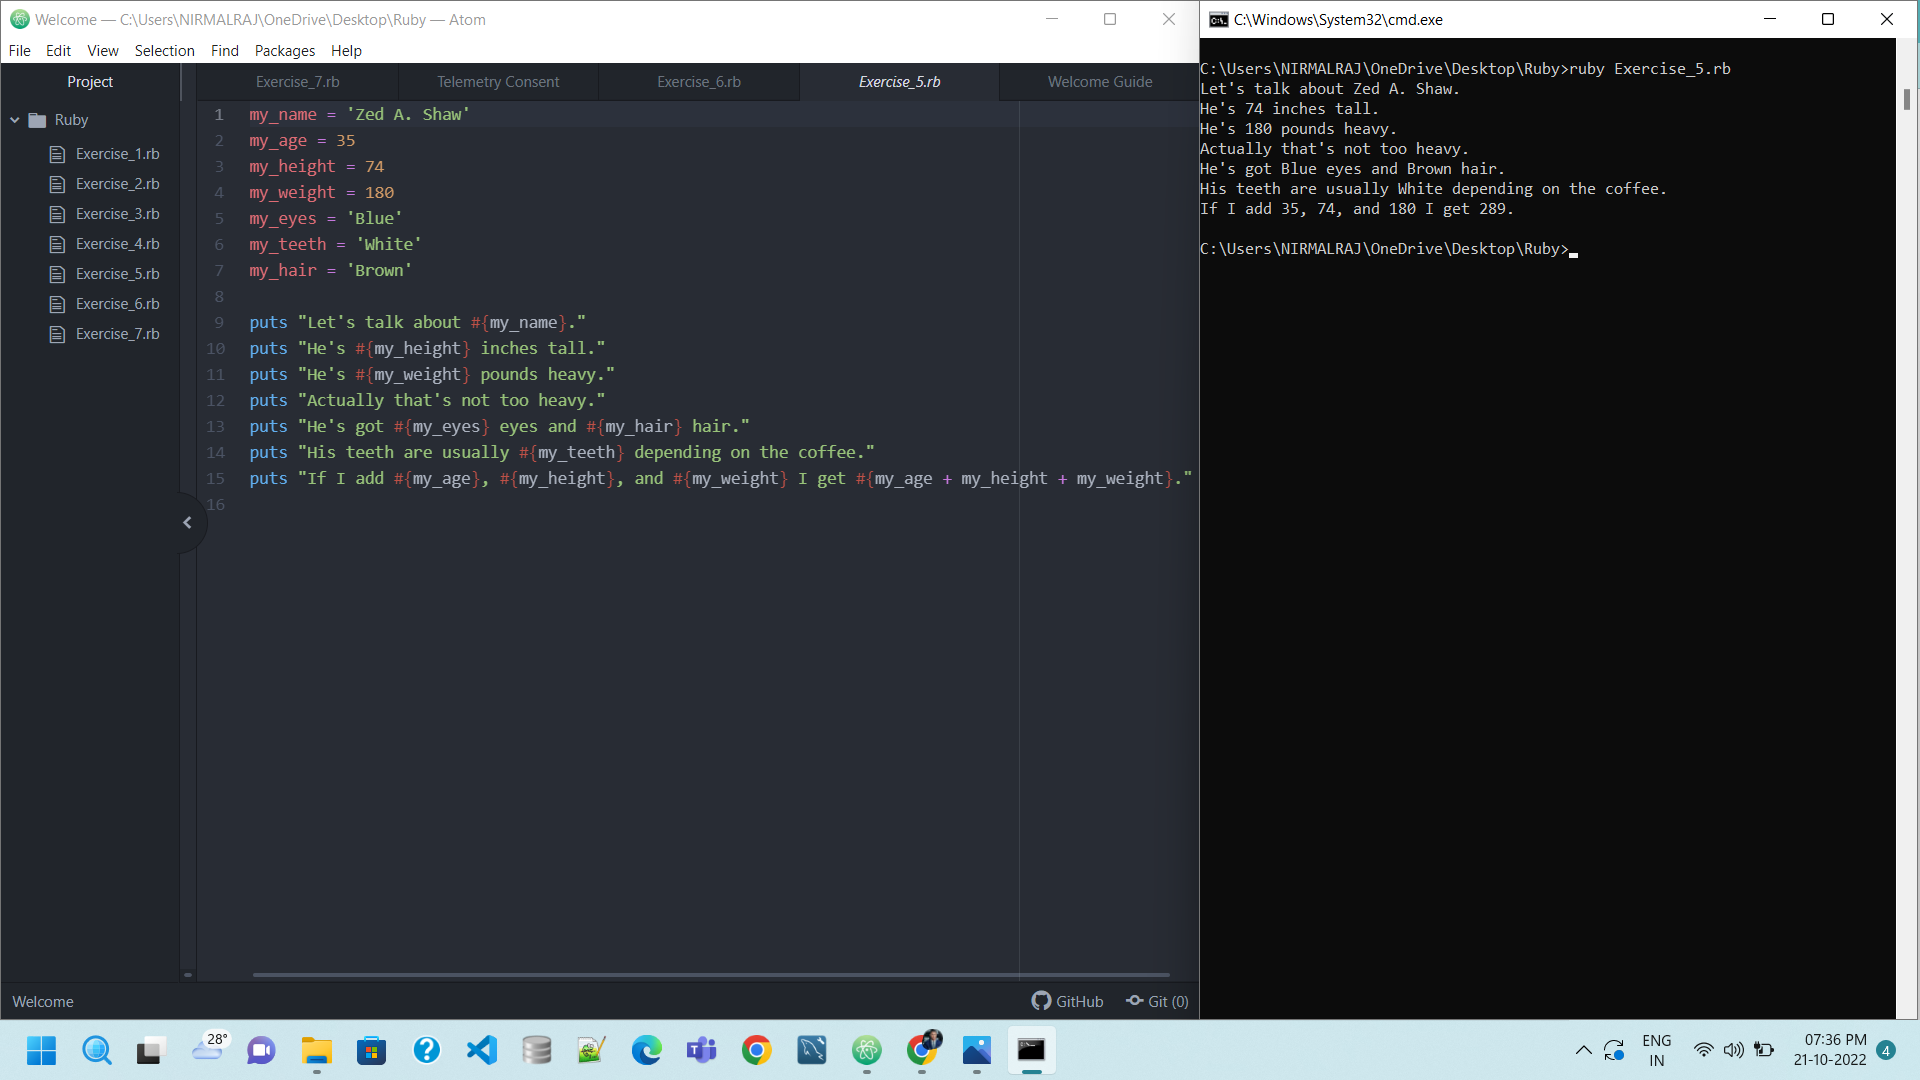 Welcome — C:\Users\NIRMALRAJ\OneDrive\Desktop\Ruby — Atom
File Edit View Selection Find Packages Help
Project
Ruby
Exercise_1.rb
Exercise_2.rb
Exercise_3.rb
Exercise_4.rb
Exercise_5.rb
Exercise_6.rb
Exercise_7.rb
Exercise_7.rb Telemetry Consent Exercise_6.rb Exercise_5.rb Welcome Guide
1 my_name = 'Zed A. Shaw'
2 my_age = 35
3 my_height = 74
4 my_weight = 180
5 my_eyes = 'Blue'
6 my_teeth = 'White'
7 my_hair = 'Brown'
8
9 puts "Let's talk about #{my_name}."
10 puts "He's #{my_height} inches tall."
11 puts "He's #{my_weight} pounds heavy."
12 puts "Actually that's not too heavy."
13 puts "He's got #{my_eyes} eyes and #{my_hair} hair."
14 puts "His teeth are usually #{my_teeth} depending on the coffee."
15 puts "If I add #{my_age}, #{my_height}, and #{my_weight} I get #{my_age + my_height + my_weight}."
16
Welcome GitHub Git (0)
C:\Windows\System32\cmd.exe
C:\Users\NIRMALRAJ\OneDrive\Desktop\Ruby>ruby Exercise_5.rb
Let's talk about Zed A. Shaw.
He's 74 inches tall.
He's 180 pounds heavy.
Actually that's not too heavy.
He's got Blue eyes and Brown hair.
His teeth are usually White depending on the coffee.
If I add 35, 74, and 180 I get 289.
C:\Users\NIRMALRAJ\OneDrive\Desktop\Ruby>
28°
ENG
IN
07:36 PM
21-10-2022
4